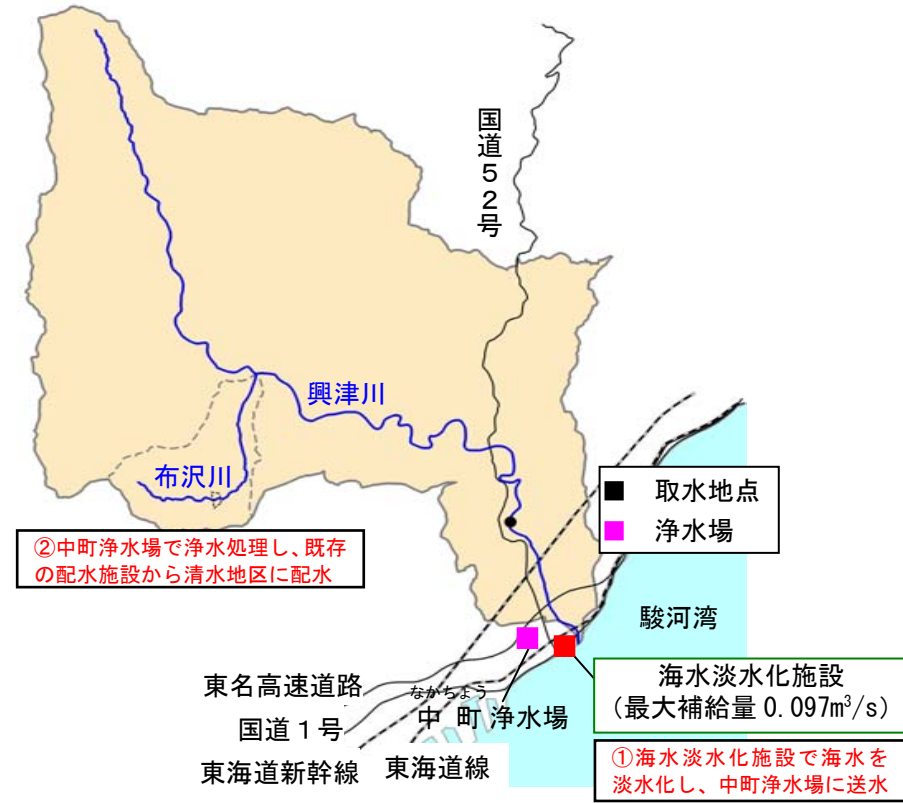 国道52号
興津川
布沢川
■ 取水地点
■ 浄水場
②中町浄水場で浄水処理し、既存
の配水施設から清水地区に配水
駿河湾
東名高速道路
国道1号
東海道新幹線
東海道線
なかちょう
中町浄水場
海水淡水化施設
(最大補給量 0.097m³/s)
①海水淡水化施設で海水を
淡水化し、中町浄水場に送水